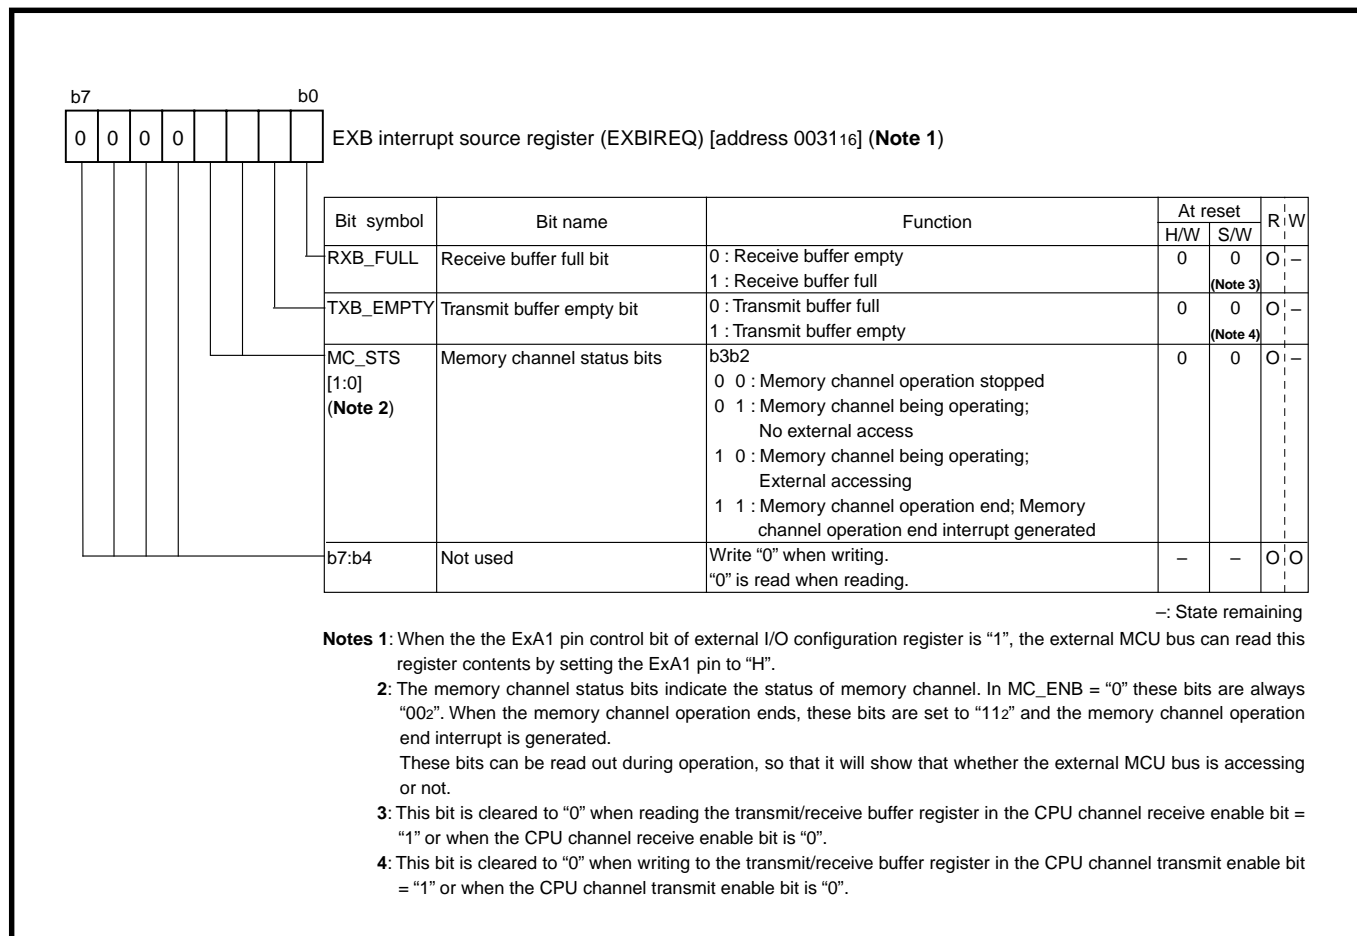 b7 b0
0 0 0 0 EXB interrupt source register (EXBIREQ) [address 003116] (Note 1)
Bit symbol Bit name Function At reset R W
H/W S/W
RXB_FULL Receive buffer full bit 0 : Receive buffer empty 0 0 O –
1 : Receive buffer full (Note 3)
TXB_EMPTY Transmit buffer empty bit 0 : Transmit buffer full 0 0 O –
1 : Transmit buffer empty (Note 4)
MC_STS Memory channel status bits b3b2 0 0 O –
[1:0] 0 0 : Memory channel operation stopped
(Note 2) 0 1 : Memory channel being operating;
No external access
1 0 : Memory channel being operating;
External accessing
1 1 : Memory channel operation end; Memory
channel operation end interrupt generated
b7:b4 Not used Write “0” when writing. – – O O
“0” is read when reading.
–: State remaining
Notes 1: When the the ExA1 pin control bit of external I/O configuration register is “1”, the external MCU bus can read this
register contents by setting the ExA1 pin to “H”.
2: The memory channel status bits indicate the status of memory channel. In MC_ENB = “0” these bits are always
“002”. When the memory channel operation ends, these bits are set to “112” and the memory channel operation
end interrupt is generated.
These bits can be read out during operation, so that it will show that whether the external MCU bus is accessing
or not.
3: This bit is cleared to “0” when reading the transmit/receive buffer register in the CPU channel receive enable bit =
“1” or when the CPU channel receive enable bit is “0”.
4: This bit is cleared to “0” when writing to the transmit/receive buffer register in the CPU channel transmit enable bit
= “1” or when the CPU channel transmit enable bit is “0”.